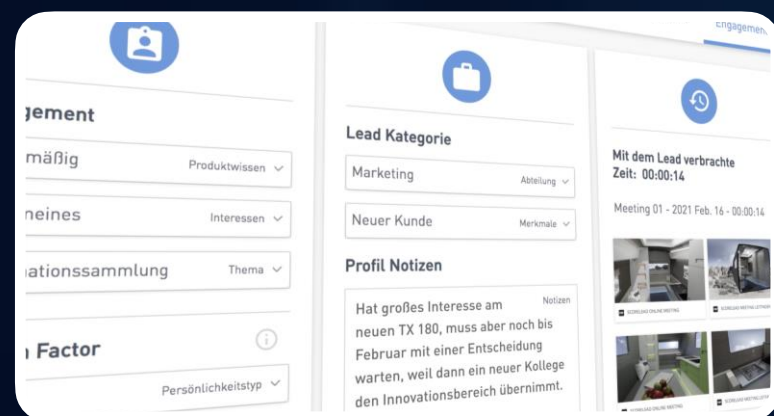 Engagement
gement
mäßig Produktwissen
neines Interessen
ationssammlung Thema
Factor
Persönlichkeitstyp
Lead Kategorie
Marketing Abteilung
Neuer Kunde Merkmale
Profil Notizen
Notizen
Hat großes Interesse am
neuen TX 180, muss aber noch bis
Februar mit einer Entscheidung
warten, weil dann ein neuer Kollege
den Innovationsbereich übernimmt.
Mit dem Lead verbrachte
Zeit: 00:00:14
Meeting 01 - 2021 Feb. 16 - 00:00:14